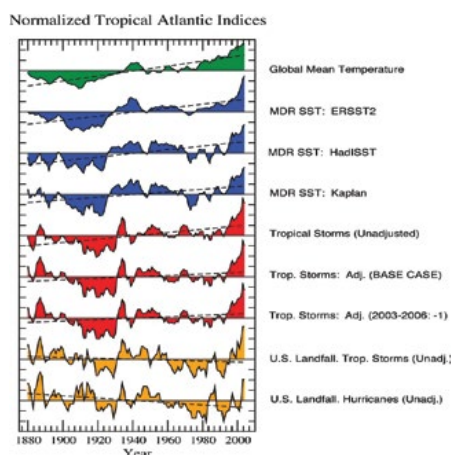 Normalized Tropical Atlantic Indices
Global Mean Temperature
MDR SST: ERSST2
MDR SST: HadISST
MDR SST: Kaplan
Tropical Storms (Unadjusted)
Trop. Storms: Adj. (BASE CASE)
Trop. Storms: Adj. (2003-2006: -1)
U.S. Landfall. Trop. Storms (Unadj.)
U.S. Landfall. Hurricanes (Unadj.)
1880 1900 1920 1940 1960 1980 2000
Year